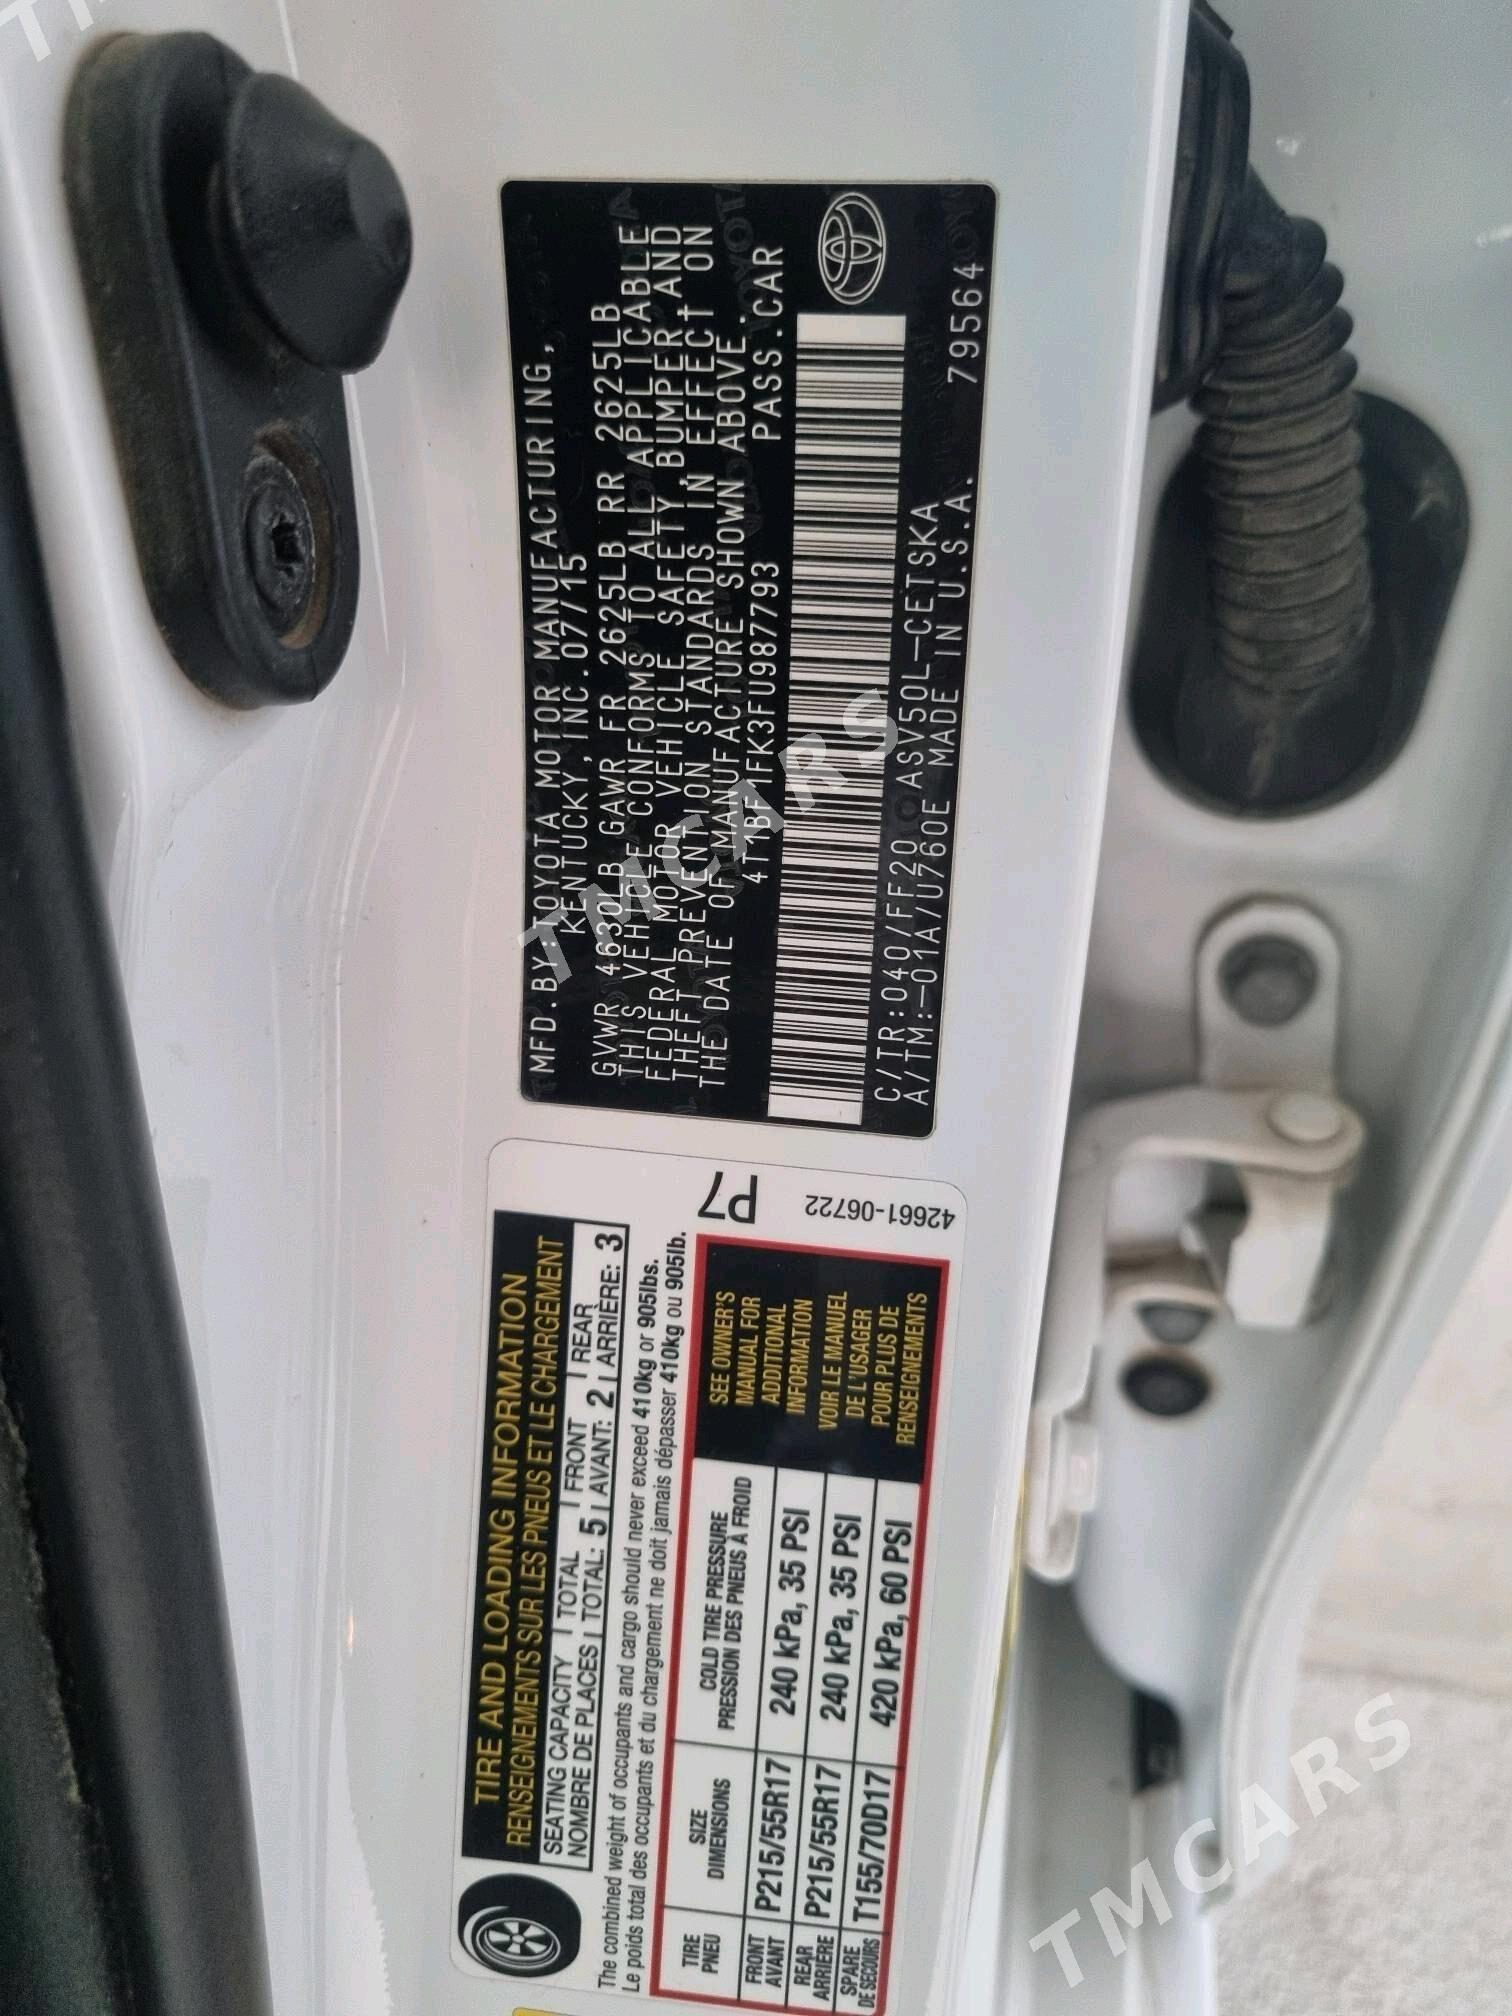 MFD.BY:TOYOTA MOTOR MANUFACTURING,
KENTUCKY,INC.07/15
GVWR 4630LB GAWR FR 2625LB RR 2625LB
THIS VEHICLE CONFORMS TO ALL APPLICABLE
FEDERAL MOTOR VEHICLE SAFETY,BUMPER AND
THEFT PREVENTION STANDARDS IN EFFECT ON
THE DATE OF MANUFACTURE SHOWN ABOVE.
4T1BF1FK3FU987793 PASS.CAR
C/TR:040/FF20 ASV50L-CETSKA
A/TM:-01A/U760E MADE IN U.S.A. 79564
TIRE AND LOADING INFORMATION
RENSEIGNEMENTS SUR LES PNEUS ET LE CHARGEMENT
SEATING CAPACITY TOTAL FRONT REAR
NOMBRE DE PLACES TOTAL: 5 AVANT: 2 ARRIÈRE: 3
The combined weight of occupants and cargo should never exceed 410kg or 905lbs.
Le poids total des occupants et du chargement ne doit jamais dépasser 410kg ou 905lb.
TIRE SIZE COLD TIRE PRESSURE
PNEU DIMENSIONS PRESSION DES PNEUS À FROID
FRONT
AVANT P215/55R17 240 kPa, 35 PSI
REAR
ARRIÈRE P215/55R17 240 kPa, 35 PSI
SPARE
DE SECOURS T155/70D17 420 kPa, 60 PSI
SEE OWNER'S
MANUAL FOR
ADDITIONAL
INFORMATION
VOIR LE MANUEL
DE L'USAGER
POUR PLUS DE
RENSEIGNEMENTS
P7
42661-06722
TMCARS
TMCARS